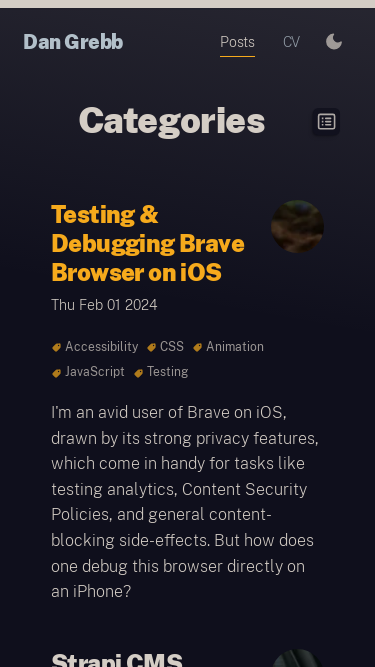 Dan Grebb
Posts
CV
Categories
Testing &
Debugging Brave
Browser on iOS
Thu Feb 01 2024
Accessibility CSS Animation
JavaScript Testing
I'm an avid user of Brave on iOS,
drawn by its strong privacy features,
which come in handy for tasks like
testing analytics, Content Security
Policies, and general content-
blocking side-effects. But how does
one debug this browser directly on
an iPhone?
Strapi CMS